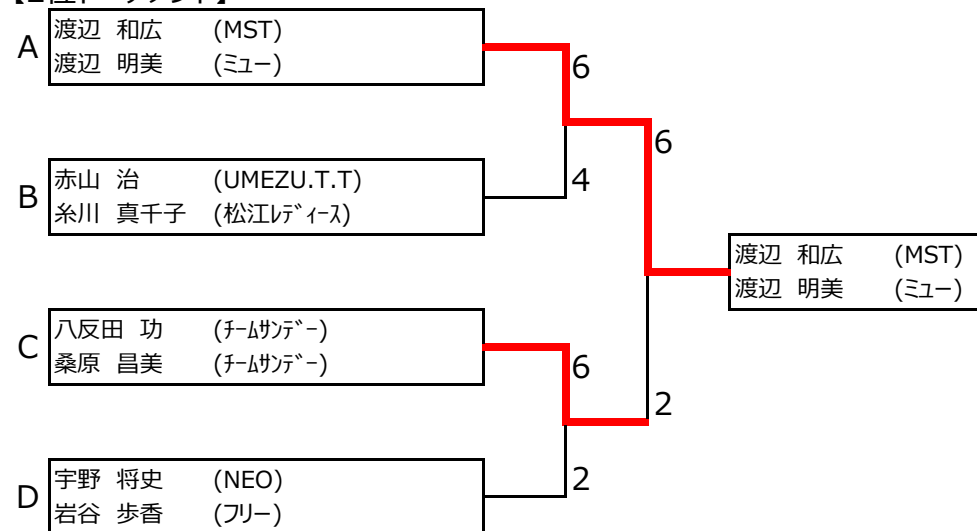 A
渡辺 和広 (MST)
渡辺 明美 (ミュー)
6
6
B
赤山 治 (UMEZU.T.T)
糸川 真千子 (松江ﾚﾃﾞｨｰｽ)
4
渡辺 和広 (MST)
渡辺 明美 (ミュー)
C
八反田 功 (ﾁｰﾑｻﾝﾃﾞｰ)
桑原 昌美 (ﾁｰﾑｻﾝﾃﾞｰ)
6
2
D
宇野 将史 (NEO)
岩谷 歩香 (フリー)
2